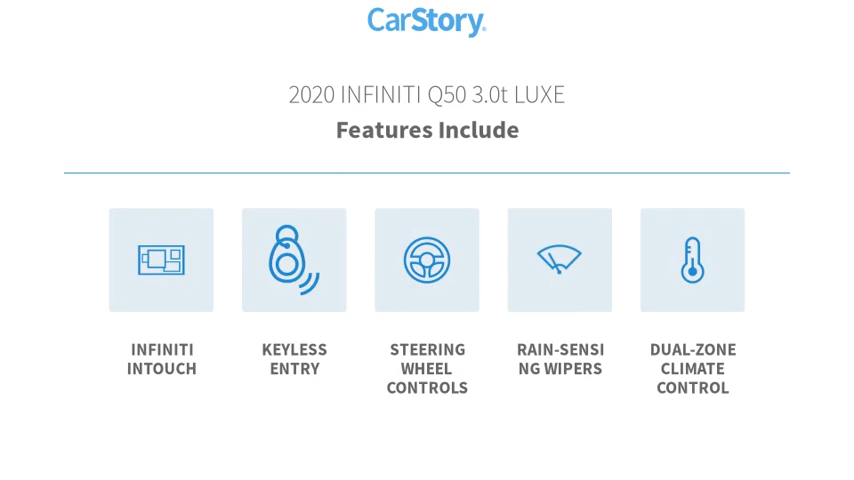 CarStory®
2020 INFINITI Q50 3.0t LUXE
Features Include
INFINITI
INTOUCH
KEYLESS
ENTRY
STEERING
WHEEL
CONTROLS
RAIN-SENSI
NG WIPERS
DUAL-ZONE
CLIMATE
CONTROL